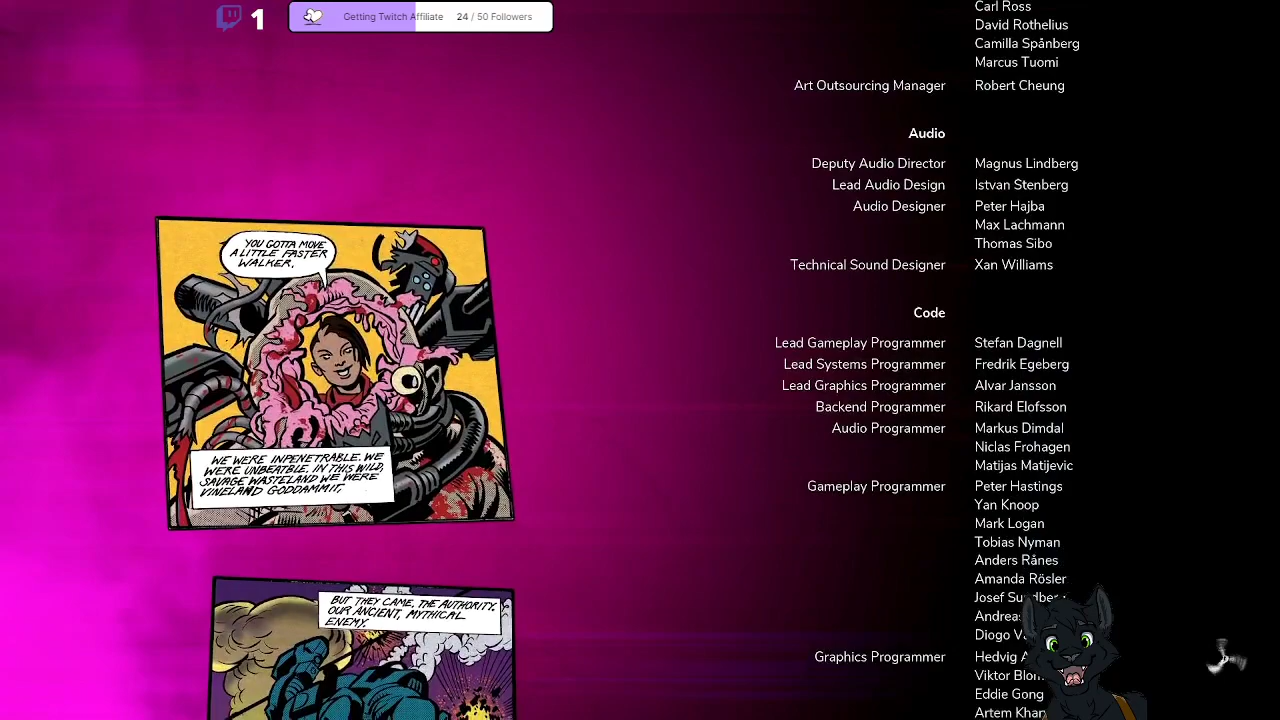 1
Getting Twitch Affiliate 24 / 50 Followers
YOU GOTTA MOVE
A LITTLE FASTER
WALKER.
WE WERE INPENETRABLE. WE
WERE UNBEATBLE. IN THIS WILD,
SAVAGE WASTELAND WE WERE
VINELAND GODDAMMIT,
BUT THEY CAME. THE AUTHORITY.
OUR ANCIENT, MYTHICAL
ENEMY.
Carl Ross
David Rothelius
Camilla Spånberg
Marcus Tuomi
Art Outsourcing Manager Robert Cheung
Audio
Deputy Audio Director Magnus Lindberg
Lead Audio Design Istvan Stenberg
Audio Designer Peter Hajba
Max Lachmann
Thomas Sibo
Technical Sound Designer Xan Williams
Code
Lead Gameplay Programmer Stefan Dagnell
Lead Systems Programmer Fredrik Egeberg
Lead Graphics Programmer Alvar Jansson
Backend Programmer Rikard Elofsson
Audio Programmer Markus Dimdal
Niclas Frohagen
Matijas Matijevic
Gameplay Programmer Peter Hastings
Yan Knoop
Mark Logan
Tobias Nyman
Anders Rånes
Amanda Rösler
Josef
Diogo
Graphics Programmer Hedvig
Viktor
Eddie Gong
Artem